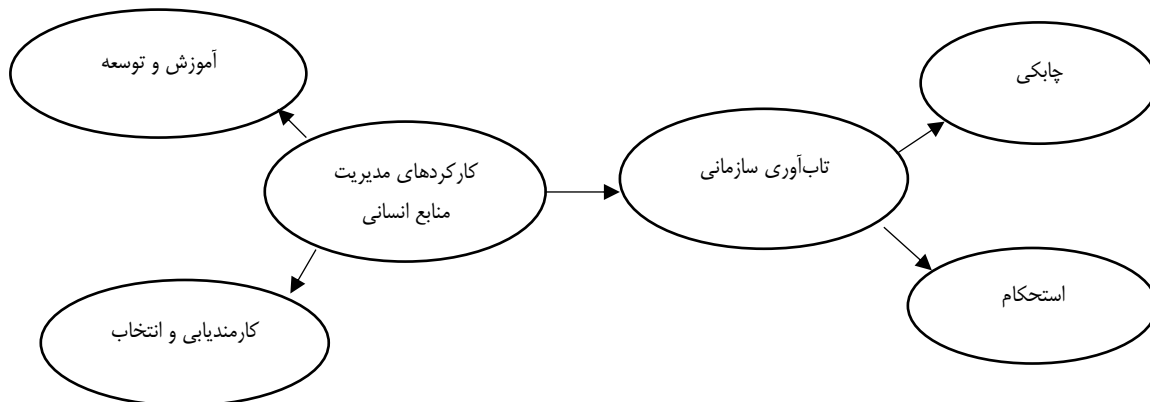 آموزش و توسعه
چابکی
کارکردهای مدیریت
منابع انسانی
تاب‌آوری سازمانی
استحکام
کارمندیابی و انتخاب